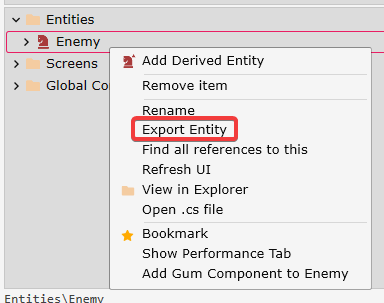 Entities
Enemy
Screens
Global Co
Add Derived Entity
Remove item
Rename
Export Entity
Find all references to this
Refresh UI
View in Explorer
Open .cs file
Bookmark
Show Performance Tab
Add Gum Component to Enemy
Entities\Enemy